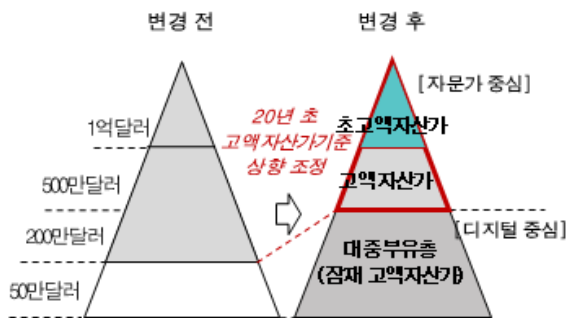 변경 전
변경 후
[자문가 중심]
20년 초
고액자산가기준
상향 조정
1억달러
초고액자산가
500만달러
고액자산가
200만달러
[디지털 중심]
대중부유층
(잠재 고액자산가)
50만달러